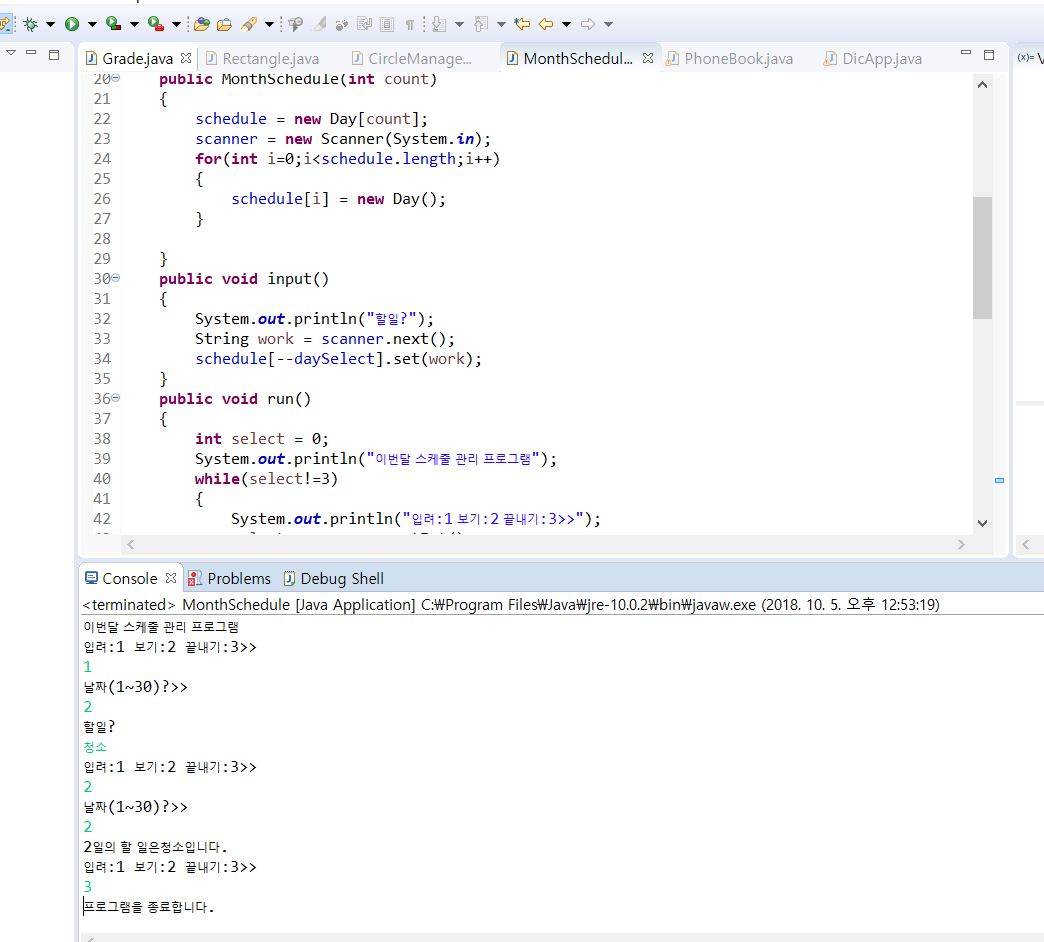 Grade.java
Rectangle.java
CircleManage...
MonthSchedul...
PhoneBook.java
DicApp.java
(x)=
20 public MonthSchedule(int count)
21 {
22 schedule = new Day[count];
23 scanner = new Scanner(System.in);
24 for(int i=0;i<schedule.length;i++)
25 {
26 schedule[i] = new Day();
27 }
28
29 }
30 public void input()
31 {
32 System.out.println("할일?");
33 String work = scanner.next();
34 schedule[--daySelect].set(work);
35 }
36 public void run()
37 {
38 int select = 0;
39 System.out.println("이번달 스케줄 관리 프로그램");
40 while(select!=3)
41 {
42 System.out.println("입려:1 보기:2 끝내기:3>>");
Console
Problems
Debug Shell
<terminated> MonthSchedule [Java Application] C:₩Program Files₩Java₩jre-10.0.2₩bin₩javaw.exe (2018. 10. 5. 오후 12:53:19)
이번달 스케줄 관리 프로그램
입려:1 보기:2 끝내기:3>>
1
날짜(1~30)?>>
2
할일?
청소
입려:1 보기:2 끝내기:3>>
2
날짜(1~30)?>>
2
2일의 할 일은청소입니다.
입려:1 보기:2 끝내기:3>>
3
프로그램을 종료합니다.